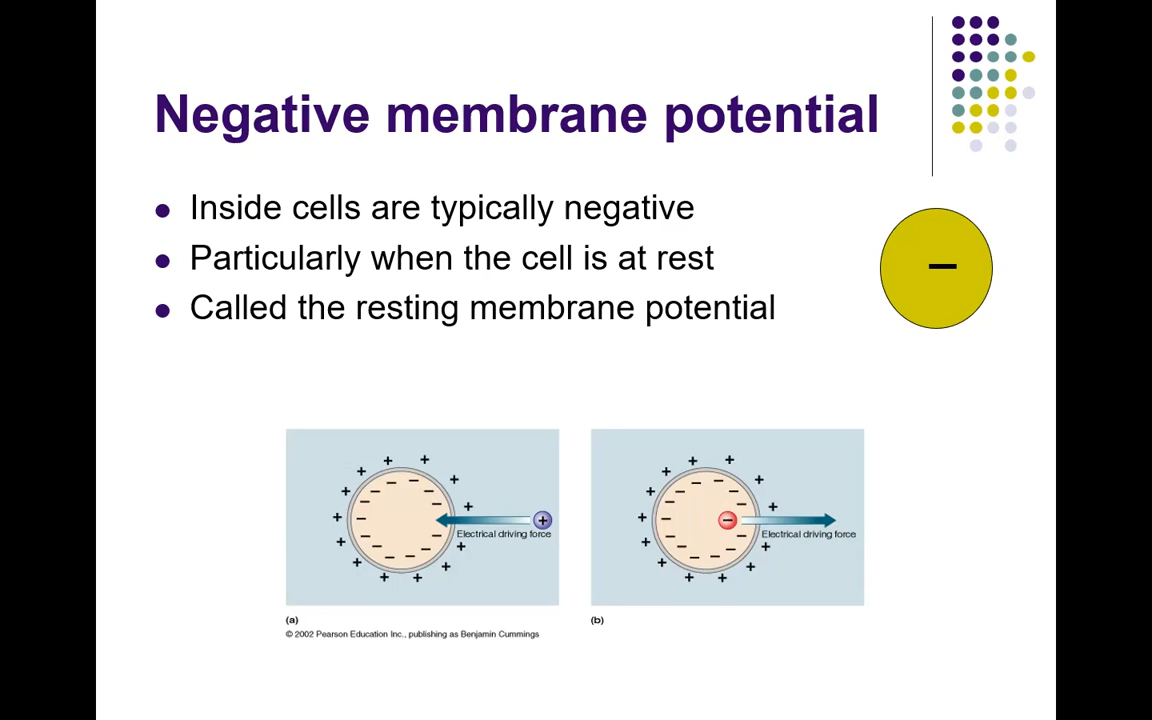 Negative membrane potential
Inside cells are typically negative
Particularly when the cell is at rest
Called the resting membrane potential
Electrical driving force
Electrical driving force
(a)
(b)
© 2002 Pearson Education Inc., publishing as Benjamin Cummings